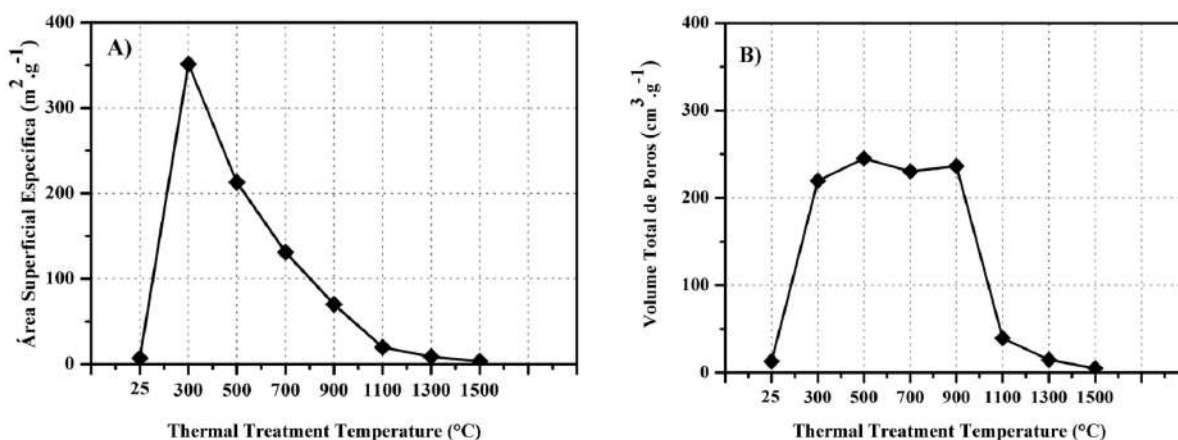 A)
Área Superficial Específica (m².g⁻¹)
400
300
200
100
0
25 300 500 700 900 1100 1300 1500
Thermal Treatment Temperature (°C)
B)
Volume Total de Poros (cm³.g⁻¹)
400
300
200
100
0
25 300 500 700 900 1100 1300 1500
Thermal Treatment Temperature (°C)